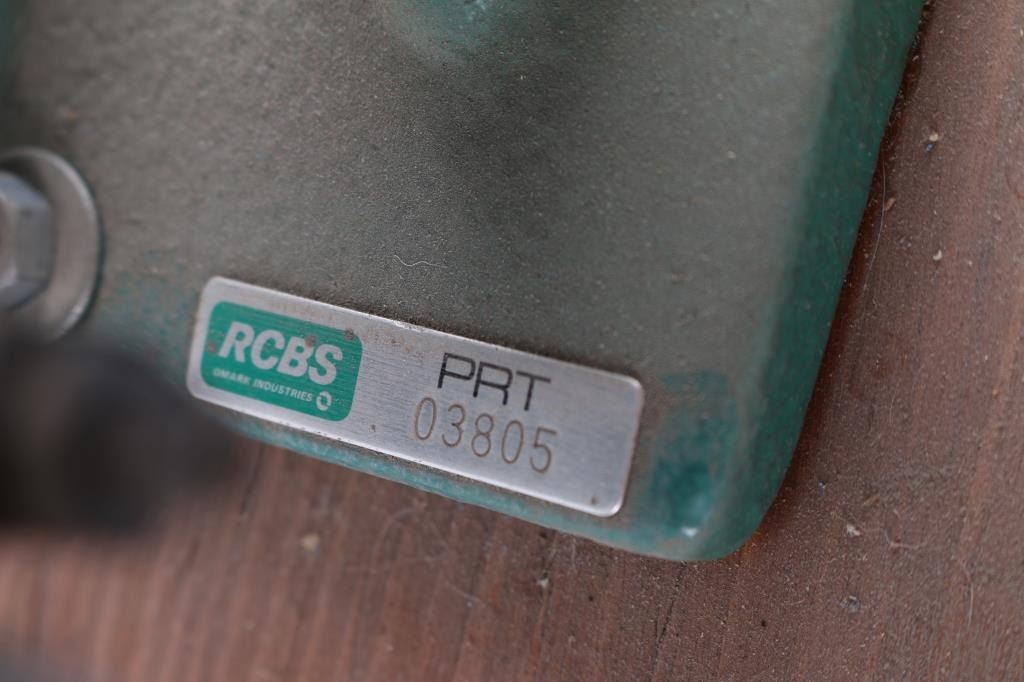 RCBS
OMARK INDUSTRIES
PRT
03805